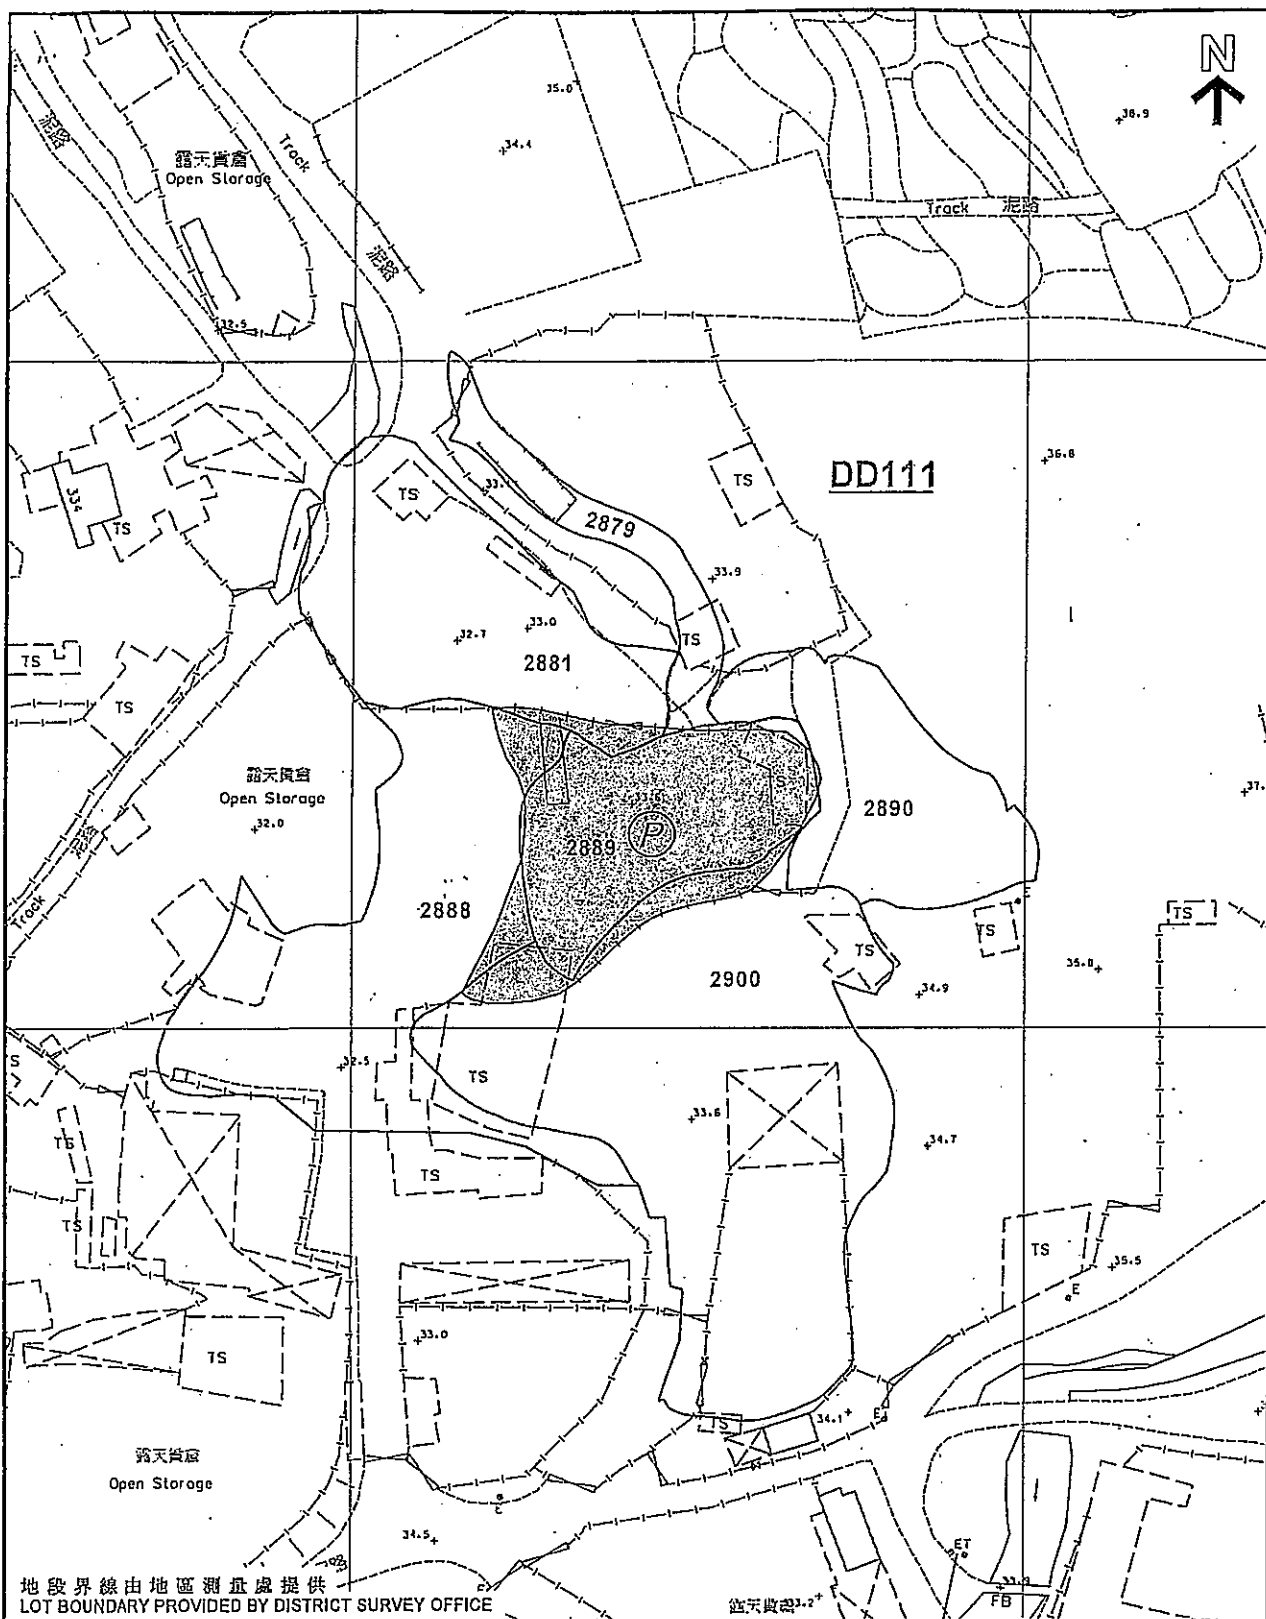 N
35.0
34.4
38.9
泥路
露天貨倉
Open Storage
Track
泥路
Track 泥路
32.5
DD111
36.8
TS
TS
334
TS
2879
33.9
TS
32.7
33.0
2881
TS
TS
露天貨倉
Open Storage
32.0
泥路
Track
2889
P
2890
2888
TS
TS
TS
2900
35.0
34.9
32.5
TS
33.6
34.7
TS
TS
TS
TS
35.5
E
33.0
TS
TS
34.1
E
露天貨倉
Open Storage
34.5
ET
FB
地段界線由地區測量處提供
LOT BOUNDARY PROVIDED BY DISTRICT SURVEY OFFICE
露天貨倉